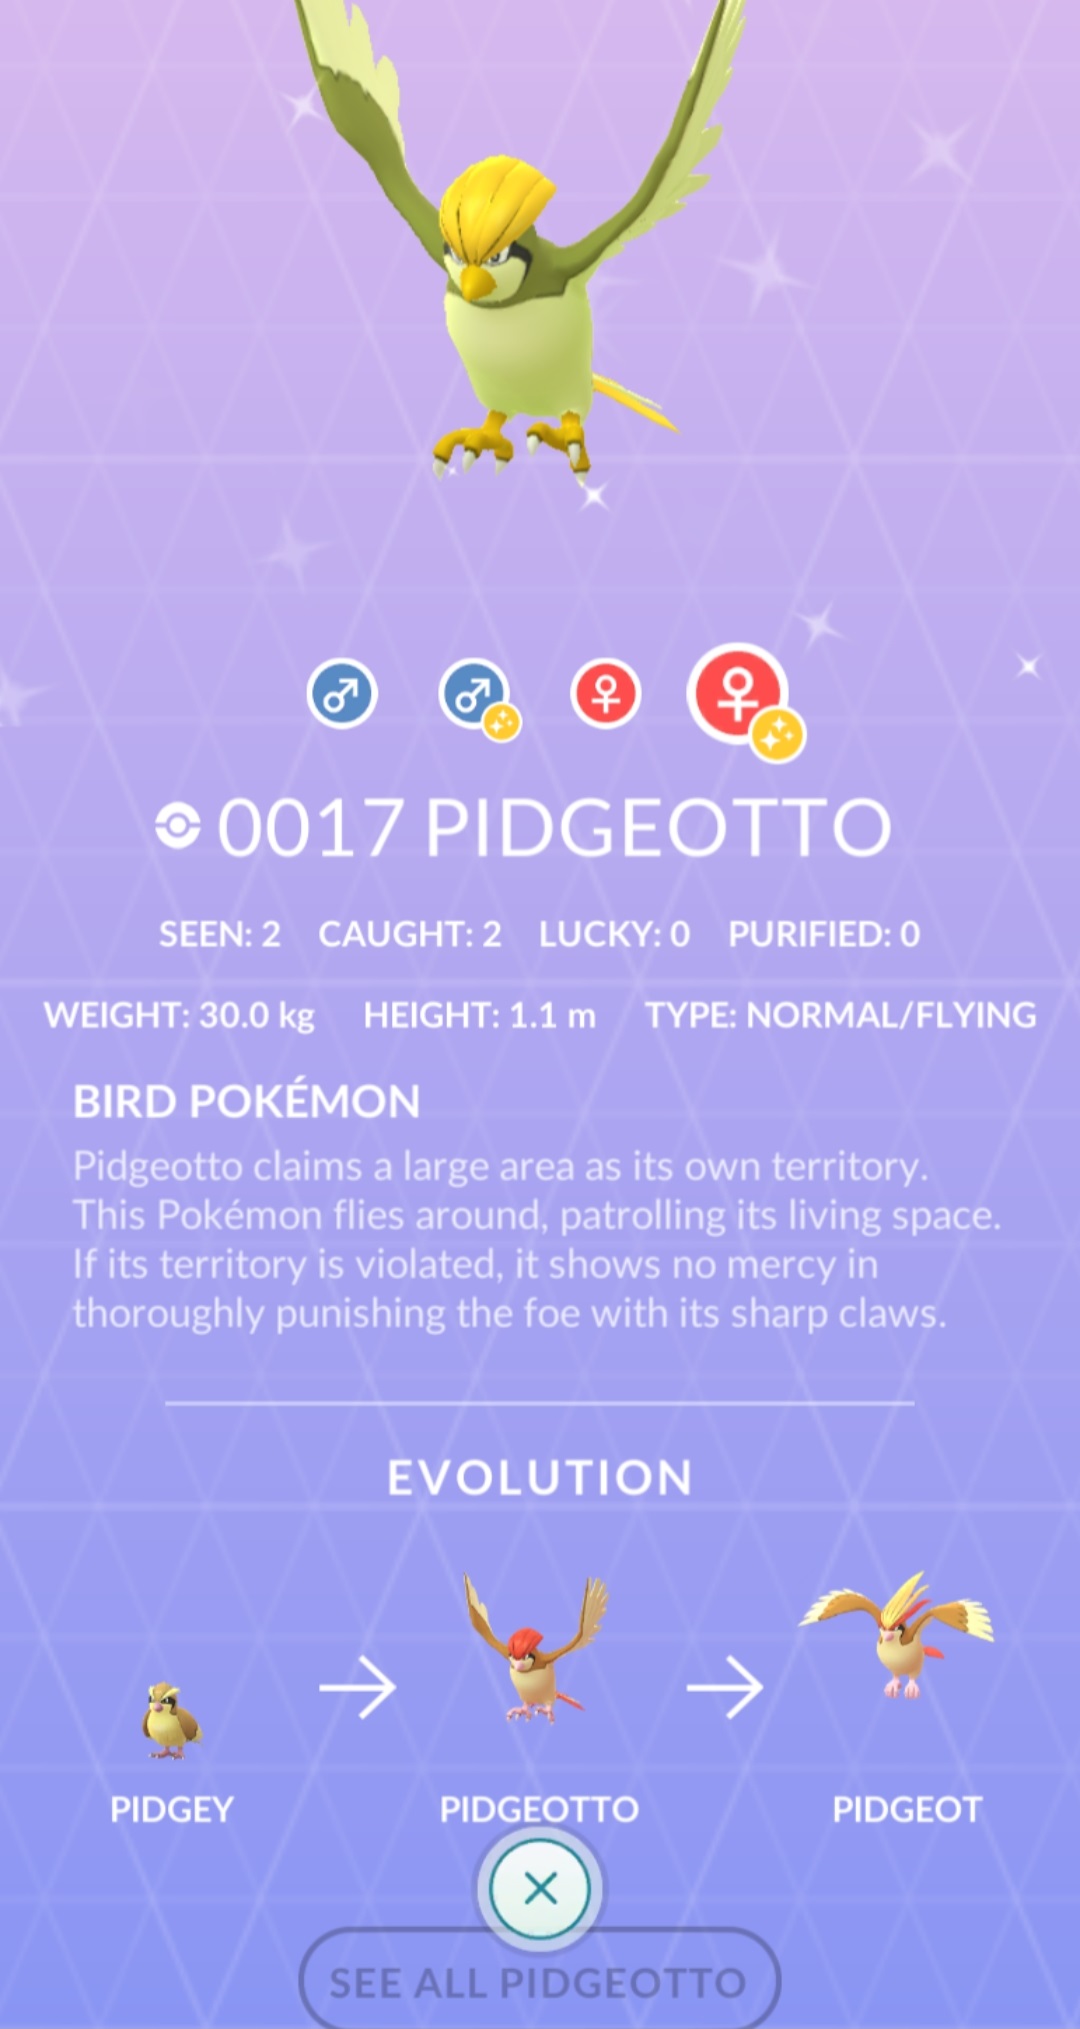 0017 PIDGEOTTO
SEEN: 2 CAUGHT: 2 LUCKY: 0 PURIFIED: 0
WEIGHT: 30.0 kg HEIGHT: 1.1 m TYPE: NORMAL/FLYING
BIRD POKÉMON
Pidgeotto claims a large area as its own territory.
This Pokémon flies around, patrolling its living space.
If its territory is violated, it shows no mercy in
thoroughly punishing the foe with its sharp claws.
EVOLUTION
PIDGEY PIDGEOTTO PIDGEOT
SEE ALL PIDGEOTTO